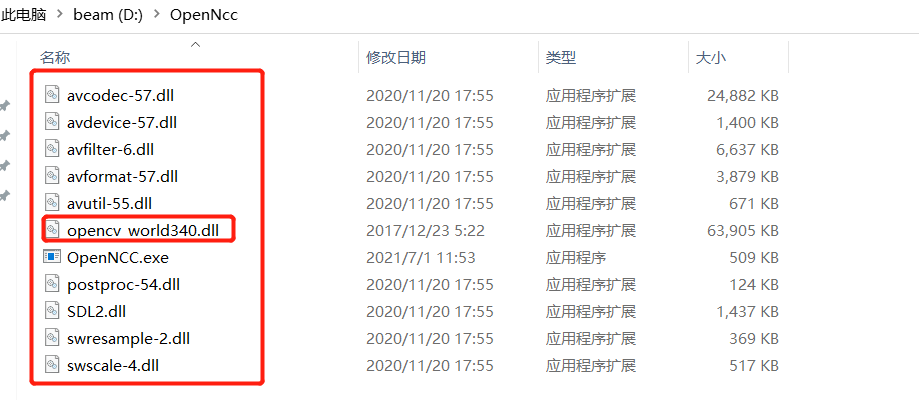 此电脑 > beam (D:) > OpenNcc
名称 修改日期 类型 大小
avcodec-57.dll 2020/11/20 17:55 应用程序扩展 24,882 KB
avdevice-57.dll 2020/11/20 17:55 应用程序扩展 1,400 KB
avfilter-6.dll 2020/11/20 17:55 应用程序扩展 6,637 KB
avformat-57.dll 2020/11/20 17:55 应用程序扩展 3,879 KB
avutil-55.dll 2020/11/20 17:55 应用程序扩展 671 KB
opencv_world340.dll 2017/12/23 5:22 应用程序扩展 63,905 KB
OpenNCC.exe 2021/7/1 11:53 应用程序 509 KB
postproc-54.dll 2020/11/20 17:55 应用程序扩展 124 KB
SDL2.dll 2020/11/20 17:55 应用程序扩展 1,437 KB
swresample-2.dll 2020/11/20 17:55 应用程序扩展 369 KB
swscale-4.dll 2020/11/20 17:55 应用程序扩展 517 KB